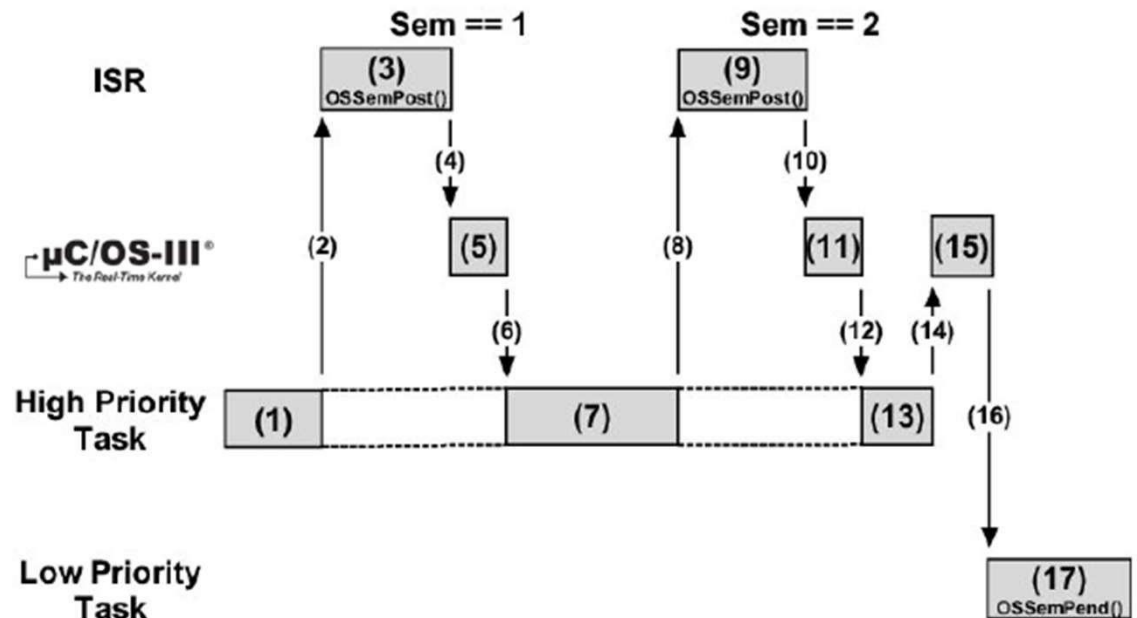 Sem == 1
Sem == 2
ISR
(3)
OSSemPost()
(9)
OSSemPost()
(4)
(10)
µC/OS-III®
The Real-Time Kernel
(2)
(5)
(8)
(11)
(15)
(6)
(12)
(14)
High Priority
Task
(1)
(7)
(13)
(16)
Low Priority
Task
(17)
OSSemPend()